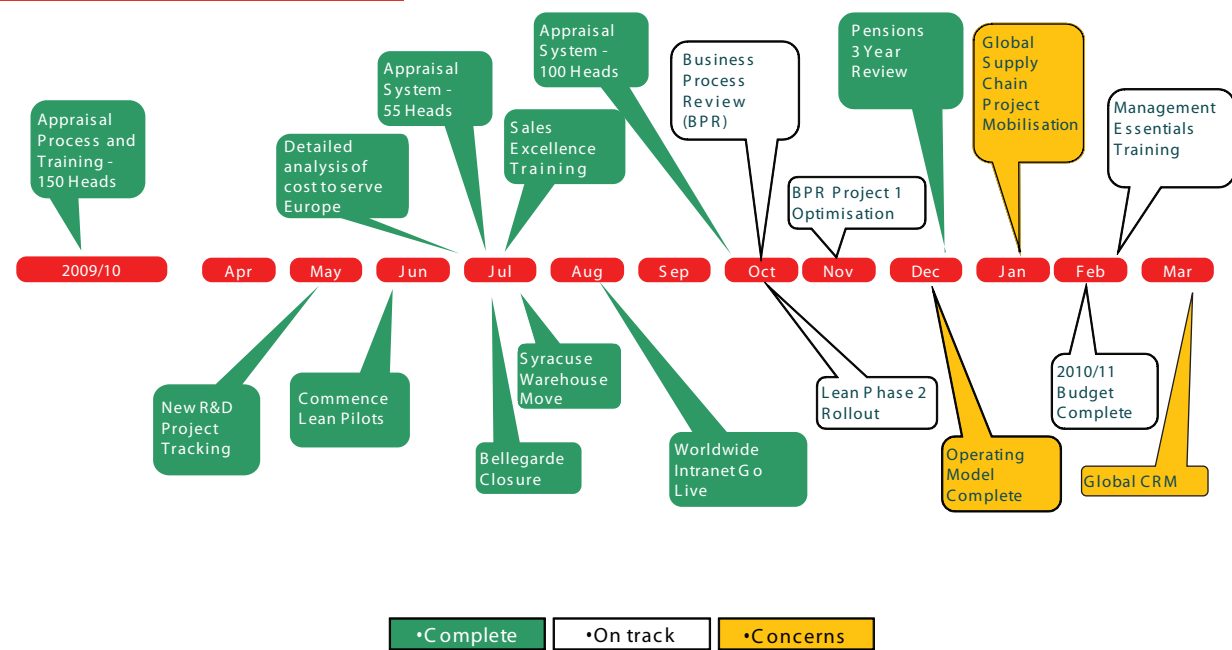 Appraisal
Process and
Training -
150 Heads
Detailed
analysis of
cost to serve
Europe
Appraisal
System -
55 Heads
Sales
Excellence
Training
Appraisal
System -
100 Heads
Business
Process
Review
(BPR)
BPR Project 1
Optimisation
Pensions
3 Year
Review
Global
Supply
Chain
Project
Mobilisation
Management
Essentials
Training
2009/10
Apr
May
Jun
Jul
Aug
Sep
Oct
Nov
Dec
Jan
Feb
Mar
New R&D
Project
Tracking
Commence
Lean Pilots
Bellegarde
Closure
Syracuse
Warehouse
Move
Worldwide
Intranet Go
Live
Lean Phase 2
Rollout
Operating
Model
Complete
2010/11
Budget
Complete
Global CRM
•Complete
•On track
•Concerns